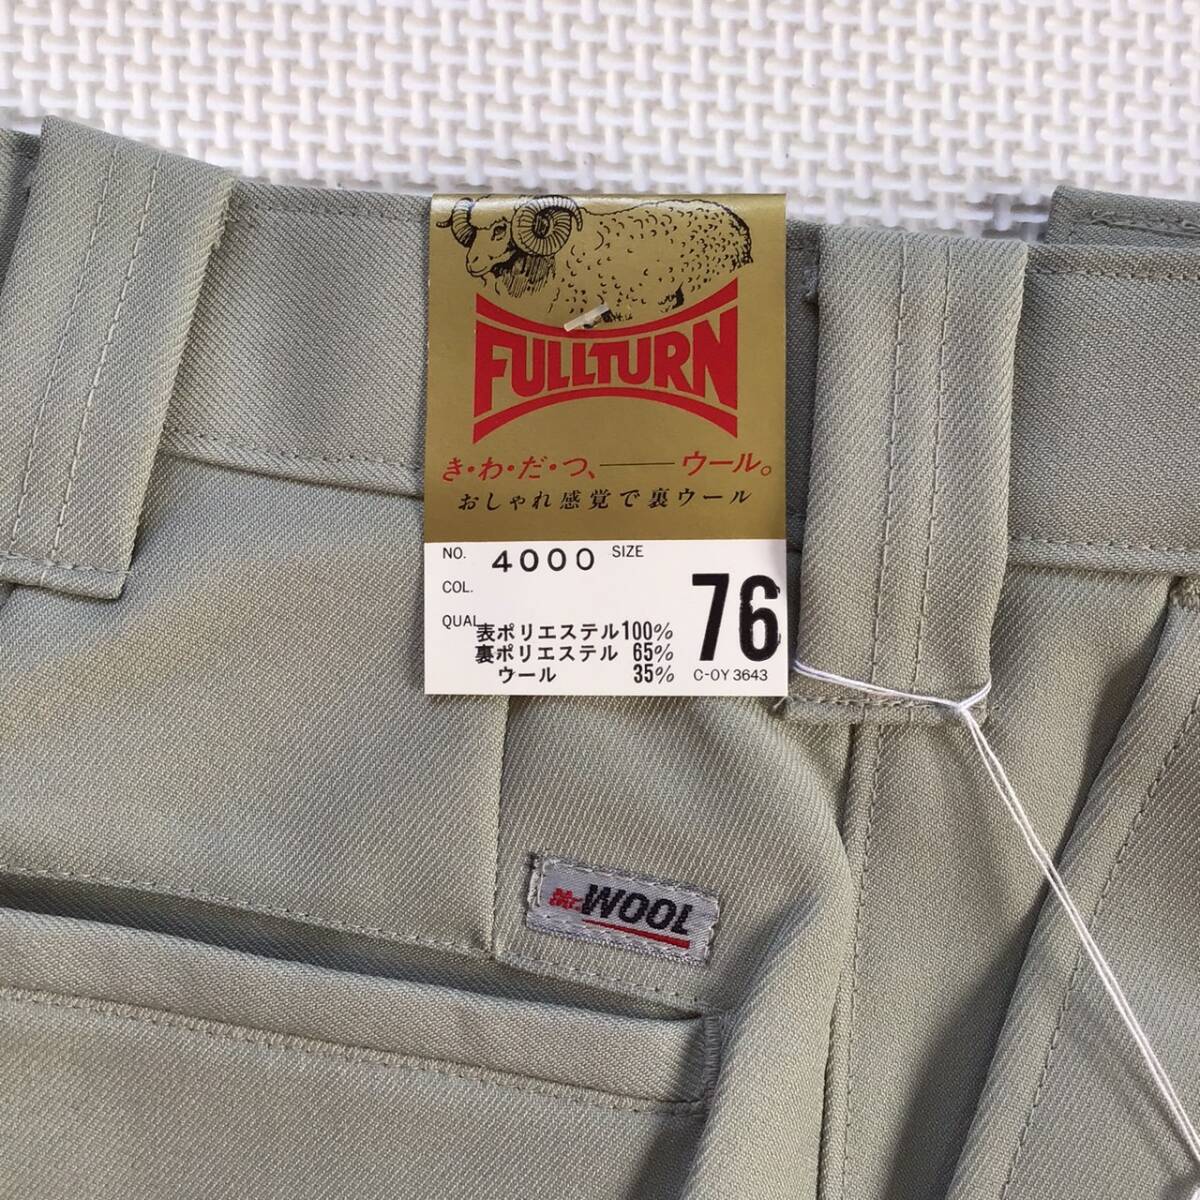 FULLTURN
き・わ・だ・つ、——ウール。
おしゃれ感覚で裏ウール
NO. 4000 SIZE
COL.
76
QUAL.
表ポリエステル100%
裏ポリエステル 65%
ウール 35%
C-OY 3643
Mr. WOOL